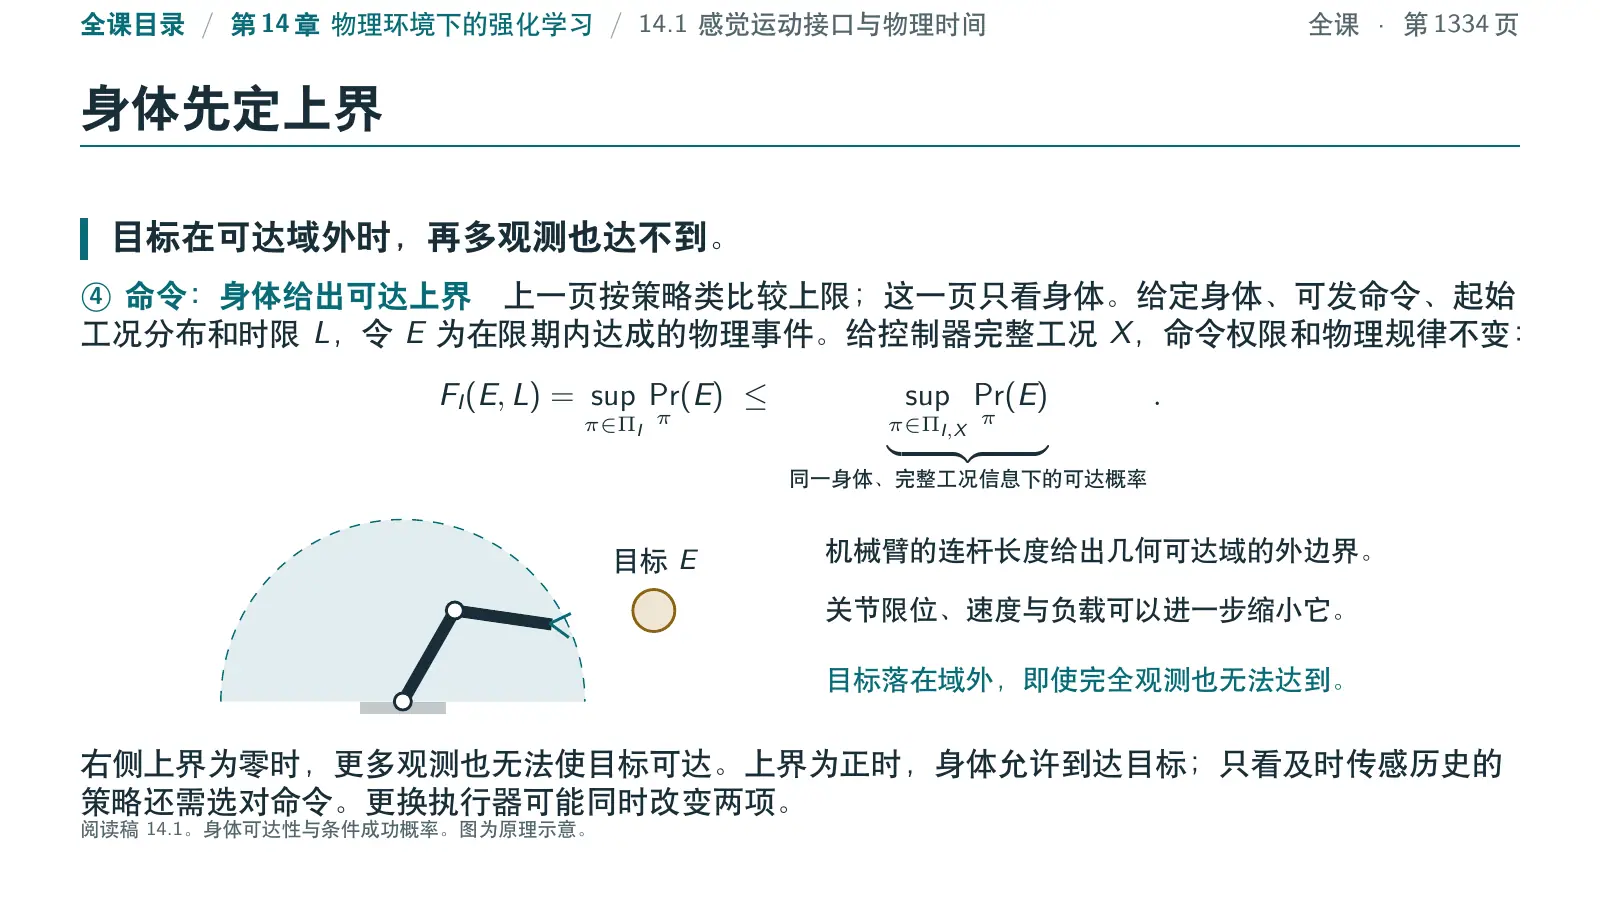 全课目录 / 第 14 章 物理环境下的强化学习 / 14.1 感觉运动接口与物理时间
全课 · 第 1334 页
身体先定上界
目标在可达域外时，再多观测也达不到。
④ 命令：身体给出可达上界 上一页按策略类比较上限；这一页只看身体。给定身体、可发命令、起始
工况分布和时限 L，令 E 为在限期内达成的物理事件。给控制器完整工况 X，命令权限和物理规律不变：
F_I(E, L) = sup_{π∈Π_I} Pr_π(E) ≤ sup_{π∈Π_{I,X}} Pr_π(E) .
同一身体、完整工况信息下的可达概率
目标 E
机械臂的连杆长度给出几何可达域的外边界。
关节限位、速度与负载可以进一步缩小它。
目标落在域外，即使完全观测也无法达到。
右侧上界为零时，更多观测也无法使目标可达。上界为正时，身体允许到达目标；只看及时传感历史的
策略还需选对命令。更换执行器可能同时改变两项。
阅读稿 14.1。身体可达性与条件成功概率。图为原理示意。